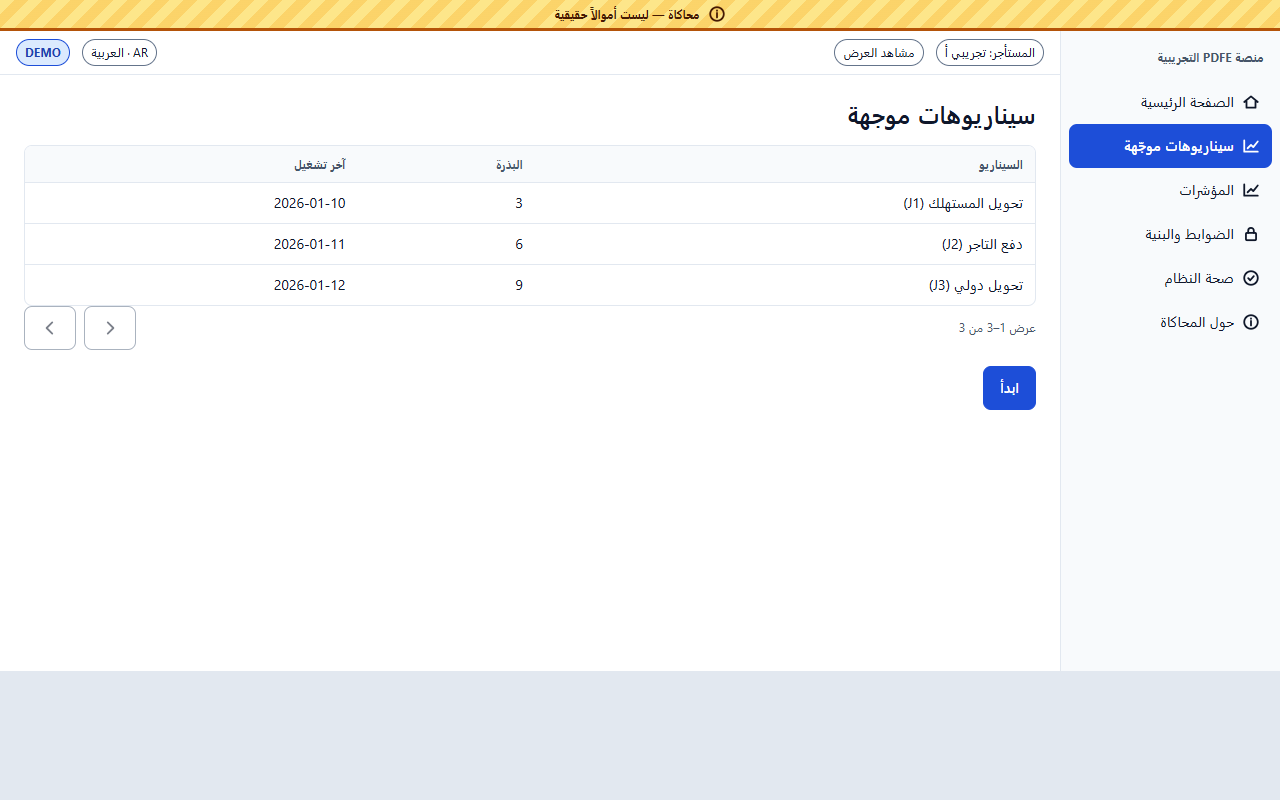 محاكاة — ليست أموالاً حقيقية
منصة PDFE التجريبية
الصفحة الرئيسية
سيناريوهات موجّهة
المؤشرات
الضوابط والبنية
صحة النظام
حول المحاكاة
المستأجر: تجريبي أ
مشاهد العرض
AR · العربية
DEMO
سيناريوهات موجهة
السيناريو البذرة آخر تشغيل
تحويل المستهلك (J1) 3 2026-01-10
دفع التاجر (J2) 6 2026-01-11
تحويل دولي (J3) 9 2026-01-12
عرض 1–3 من 3
ابدأ